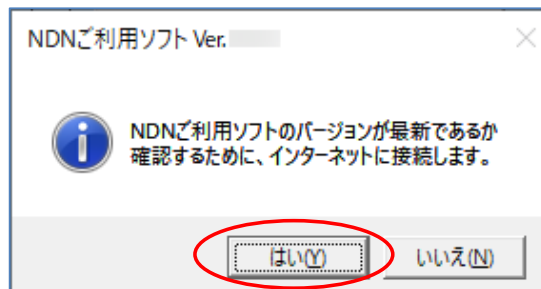 NDNご利用ソフト Ver.
NDNご利用ソフトのバージョンが最新であるか
確認するために、インターネットに接続します。
はい(Y)
いいえ(N)